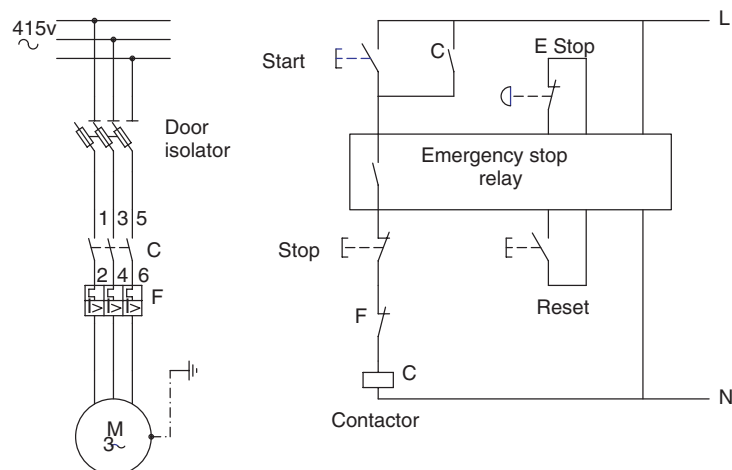 415v
Door
isolator
1 3 5
C
2 4 6
F
I> I> I>
M
3~
L
Start
C
E Stop
Emergency stop
relay
Stop
Reset
F
C
N
Contactor